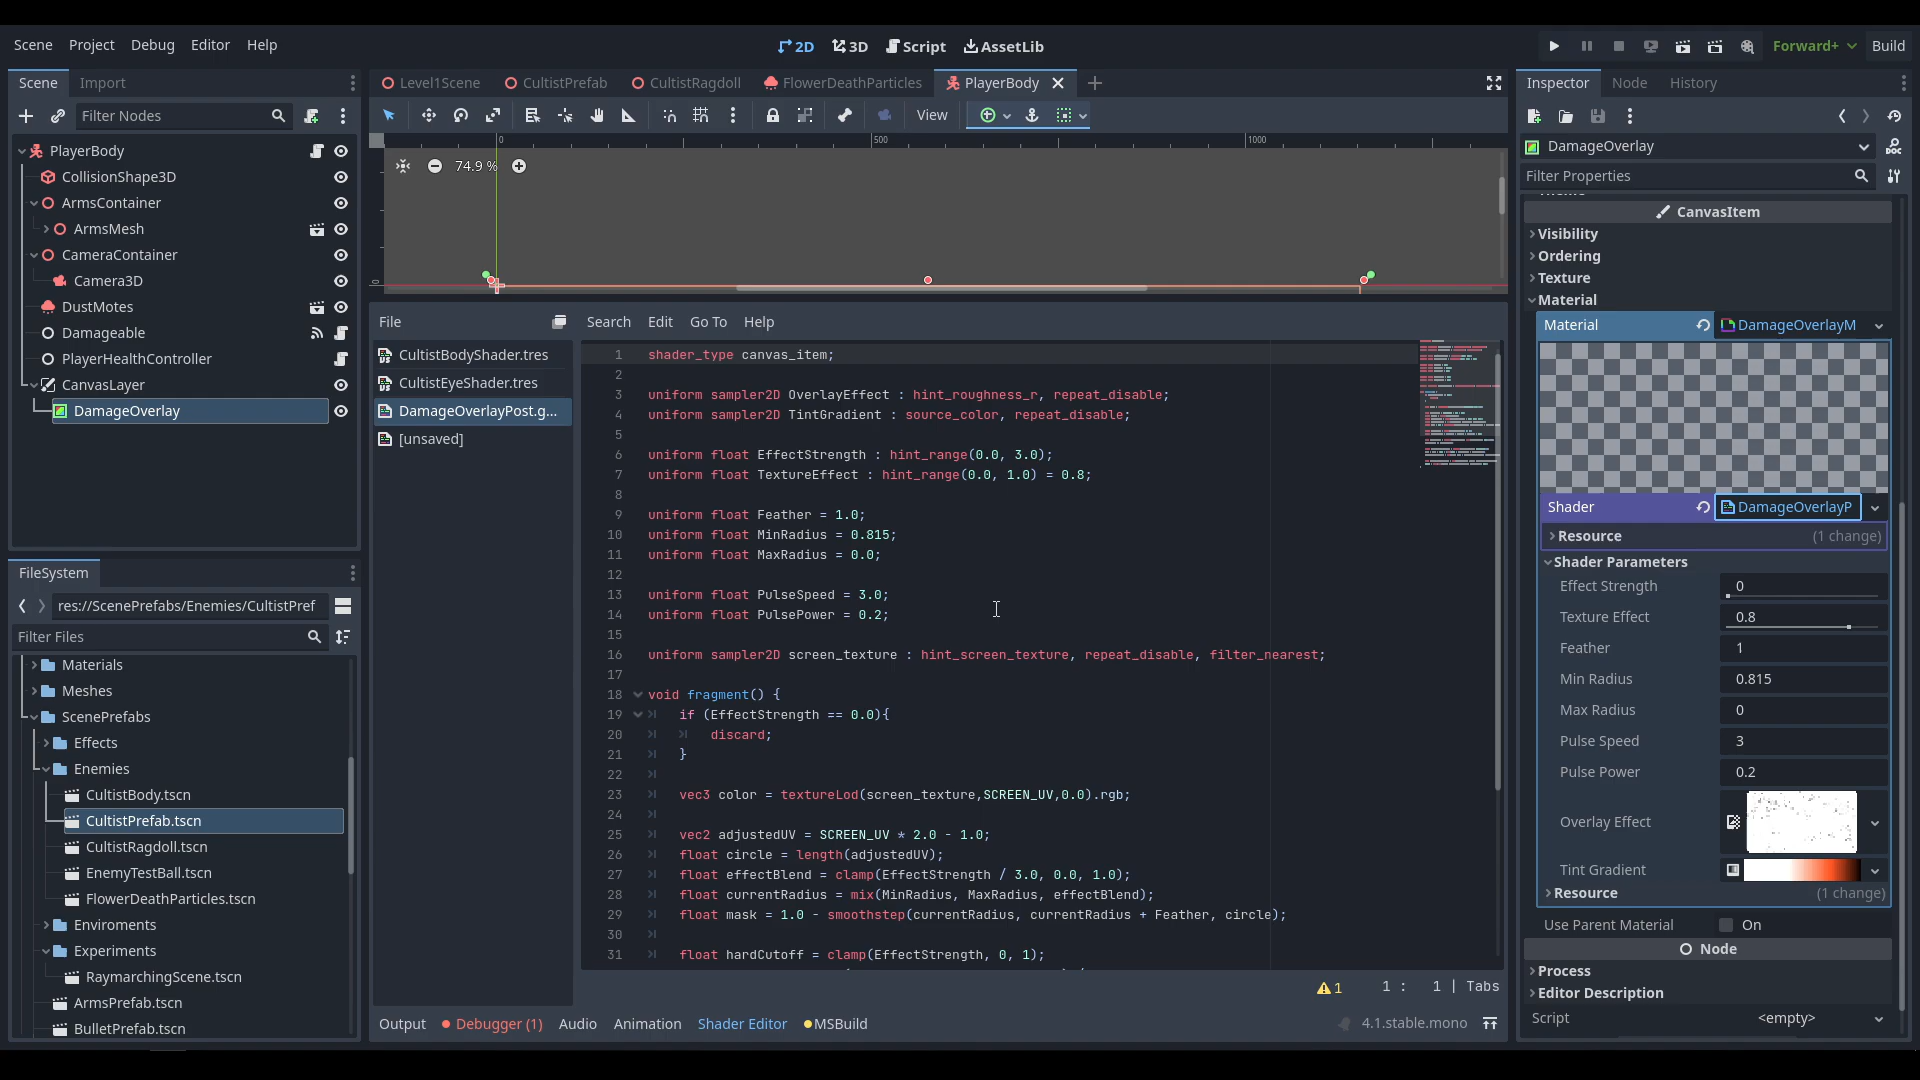 Scene Project Debug Editor Help
2D 3D Script AssetLib
Forward+ Build
Scene Import
Filter Nodes
PlayerBody
CollisionShape3D
ArmsContainer
ArmsMesh
CameraContainer
Camera3D
DustMotes
Damageable
PlayerHealthController
CanvasLayer
DamageOverlay
FileSystem
res://ScenePrefabs/Enemies/CultistPref
Filter Files
Materials
Meshes
ScenePrefabs
Effects
Enemies
CultistBody.tscn
CultistPrefab.tscn
CultistRagdoll.tscn
EnemyTestBall.tscn
FlowerDeathParticles.tscn
Enviroments
Experiments
RaymarchingScene.tscn
ArmsPrefab.tscn
BulletPrefab.tscn
Level1Scene CultistPrefab CultistRagdoll FlowerDeathParticles PlayerBody
View
0 500 1000
74.9 %
0
File Search Edit Go To Help
CultistBodyShader.tres
CultistEyeShader.tres
DamageOverlayPost.g...
[unsaved]
1 shader_type canvas_item;
2
3 uniform sampler2D OverlayEffect : hint_roughness_r, repeat_disable;
4 uniform sampler2D TintGradient : source_color, repeat_disable;
5
6 uniform float EffectStrength : hint_range(0.0, 3.0);
7 uniform float TextureEffect : hint_range(0.0, 1.0) = 0.8;
8
9 uniform float Feather = 1.0;
10 uniform float MinRadius = 0.815;
11 uniform float MaxRadius = 0.0;
12
13 uniform float PulseSpeed = 3.0;
14 uniform float PulsePower = 0.2;
15
16 uniform sampler2D screen_texture : hint_screen_texture, repeat_disable, filter_nearest;
17
18 void fragment() {
19 if (EffectStrength == 0.0){
20 discard;
21 }
22
23 vec3 color = textureLod(screen_texture,SCREEN_UV,0.0).rgb;
24
25 vec2 adjustedUV = SCREEN_UV * 2.0 - 1.0;
26 float circle = length(adjustedUV);
27 float effectBlend = clamp(EffectStrength / 3.0, 0.0, 1.0);
28 float currentRadius = mix(MinRadius, MaxRadius, effectBlend);
29 float mask = 1.0 - smoothstep(currentRadius, currentRadius + Feather, circle);
30
31 float hardCutoff = clamp(EffectStrength, 0, 1);
1 1 : 1 | Tabs
Output Debugger (1) Audio Animation Shader Editor MSBuild 4.1.stable.mono
Inspector Node History
DamageOverlay
Filter Properties
CanvasItem
Visibility
Ordering
Texture
Material
Material DamageOverlayM
Shader DamageOverlayP
Resource (1 change)
Shader Parameters
Effect Strength 0
Texture Effect 0.8
Feather 1
Min Radius 0.815
Max Radius 0
Pulse Speed 3
Pulse Power 0.2
Overlay Effect
Tint Gradient
Resource (1 change)
Use Parent Material On
Node
Process
Editor Description
Script <empty>